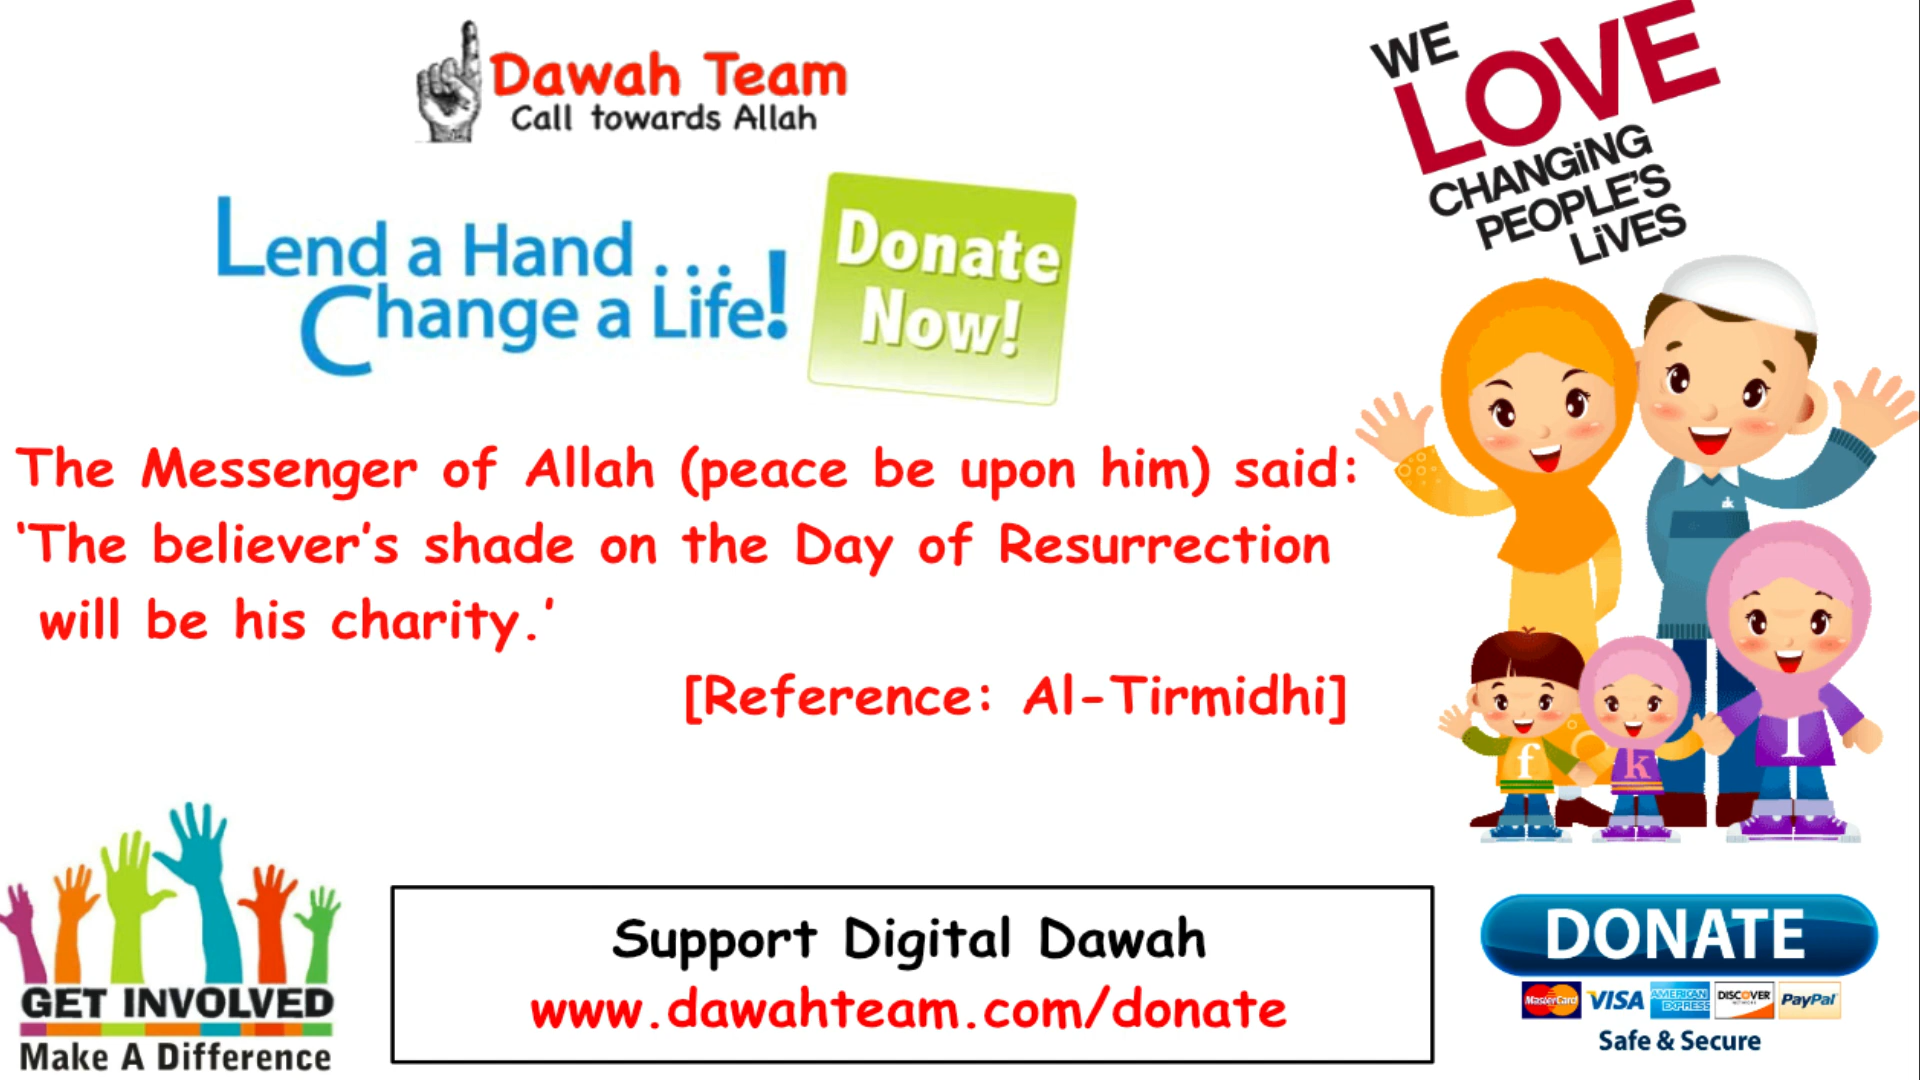 Dawah Team
Call towards Allah
WE
LOVE
CHANGiNG
PEOPLE'S
LiVES
Lend a Hand . . .
Change a Life!
Donate
Now!
The Messenger of Allah (peace be upon him) said:
‘The believer’s shade on the Day of Resurrection
will be his charity.’
[Reference: Al-Tirmidhi]
f
k
l
GET INVOLVED
Make A Difference
Support Digital Dawah
www.dawahteam.com/donate
DONATE
MasterCard VISA AMERICAN EXPRESS DISCOVER NETWORK PayPal
Safe & Secure